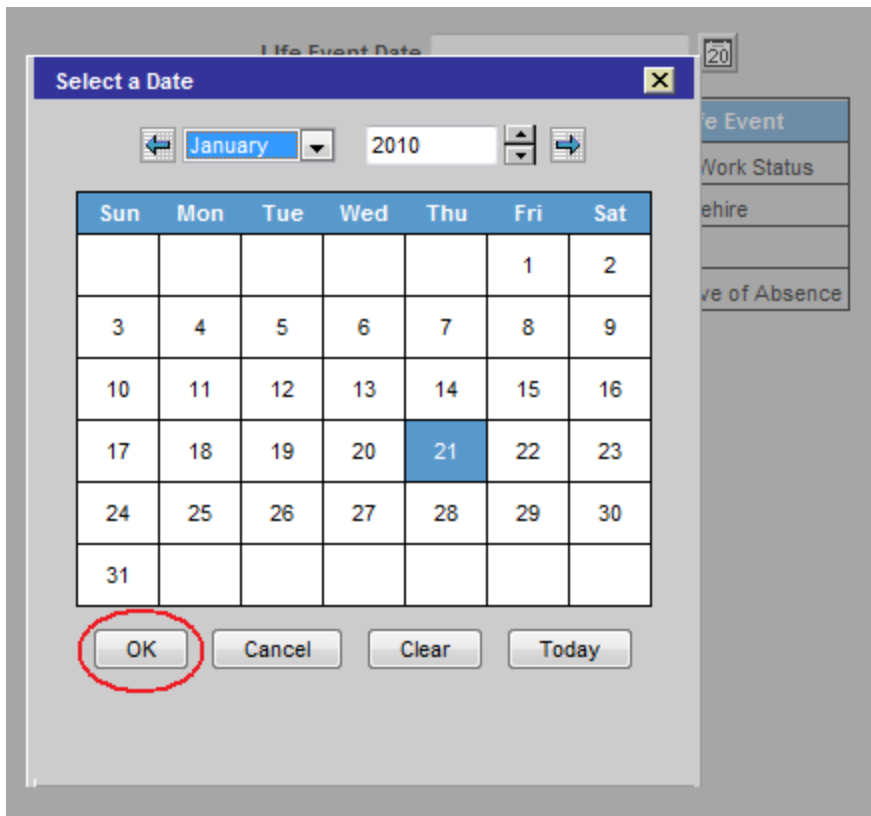 LIfe Event Date
20
Select a Date
e Event
January 2010
Work Status
Sun Mon Tue Wed Thu Fri Sat
ehire
1 2
ve of Absence
3 4 5 6 7 8 9
10 11 12 13 14 15 16
17 18 19 20 21 22 23
24 25 26 27 28 29 30
31
OK Cancel Clear Today